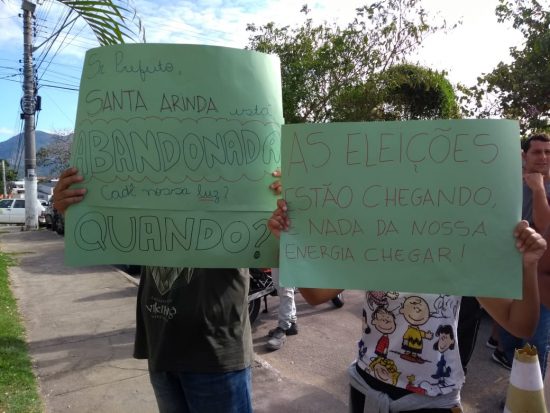 Sr Prefeito,
SANTA ARINDA está
ABANDONADA
Cadê nossa luz?
QUANDO?
AS ELEIÇÕES
ESTÃO CHEGANDO,
E NADA DA NOSSA
ENERGIA CHEGAR!
VIKING